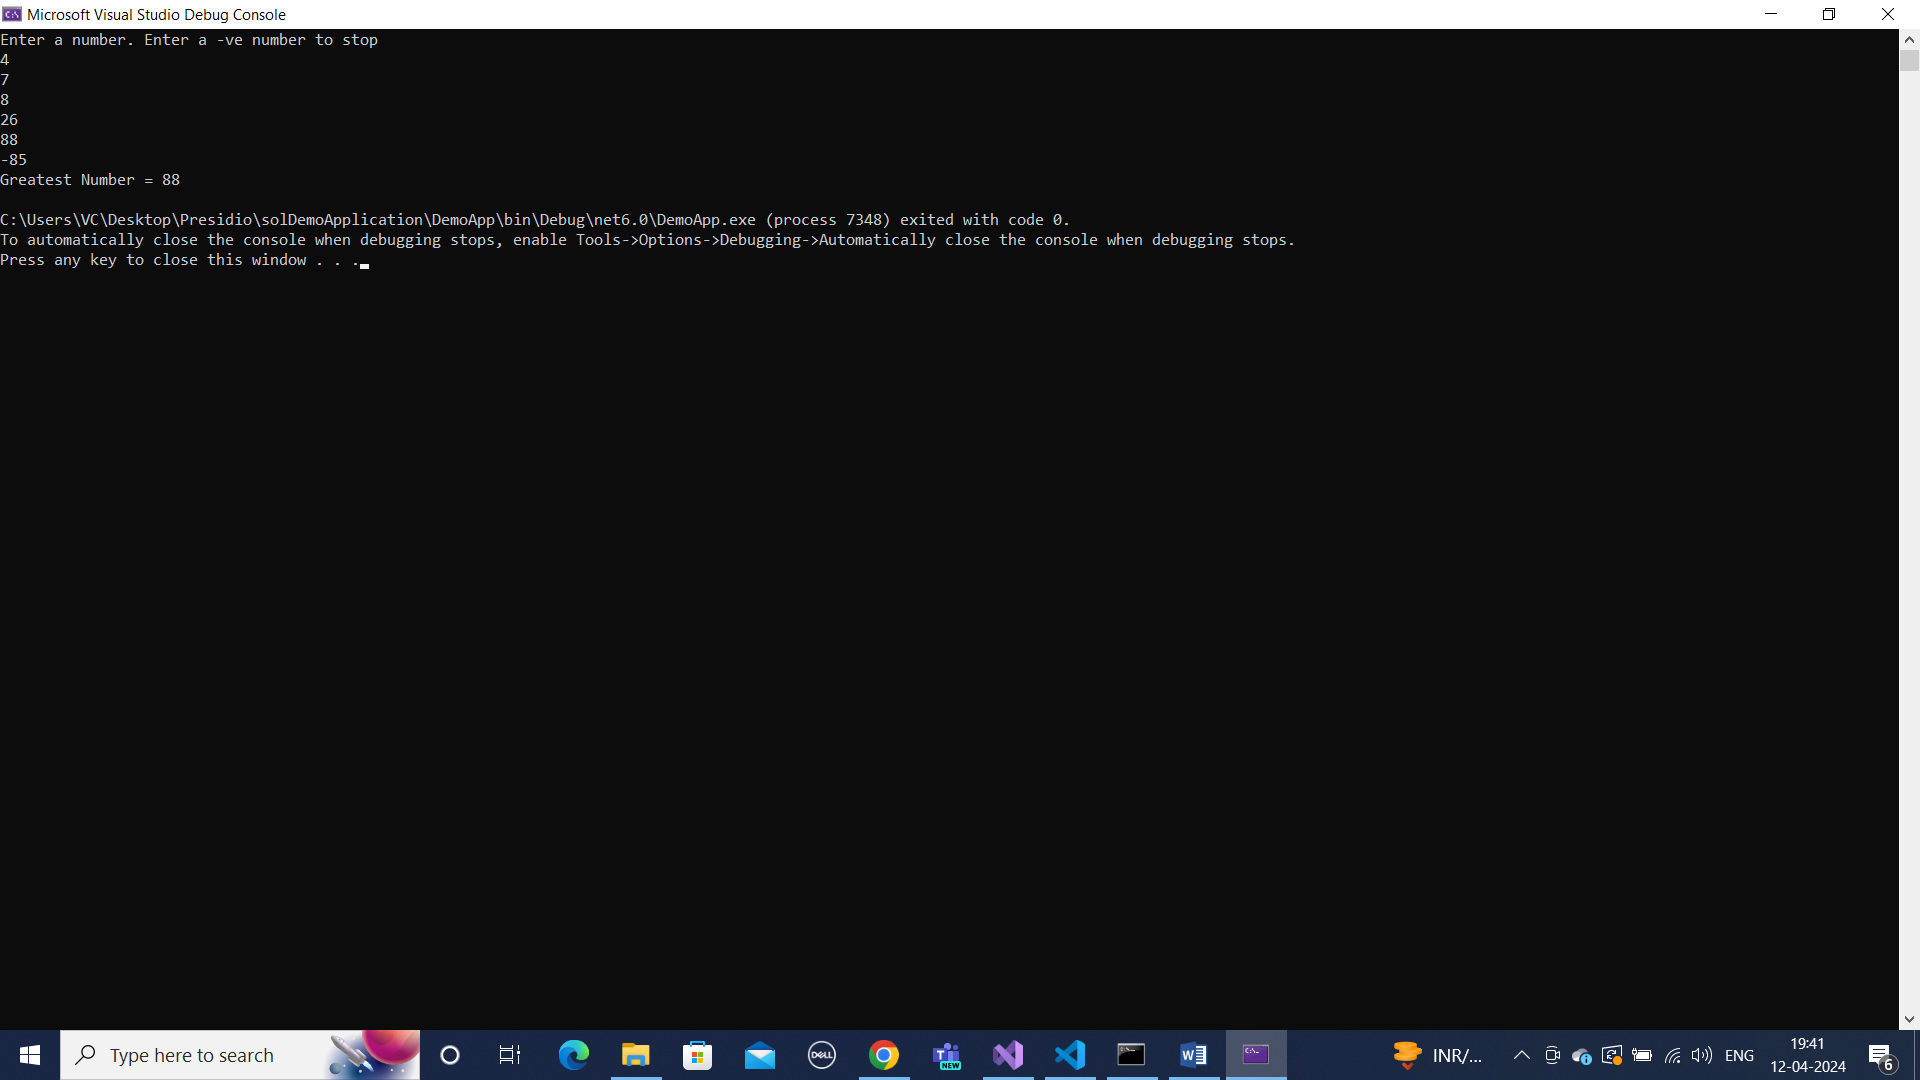 Microsoft Visual Studio Debug Console
Enter a number. Enter a -ve number to stop
4
7
8
26
88
-85
Greatest Number = 88
C:\Users\VC\Desktop\Presidio\solDemoApplication\DemoApp\bin\Debug\net6.0\DemoApp.exe (process 7348) exited with code 0.
To automatically close the console when debugging stops, enable Tools->Options->Debugging->Automatically close the console when debugging stops.
Press any key to close this window . . .
Type here to search
DELL
NEW
INR/...
ENG
19:41
12-04-2024
6